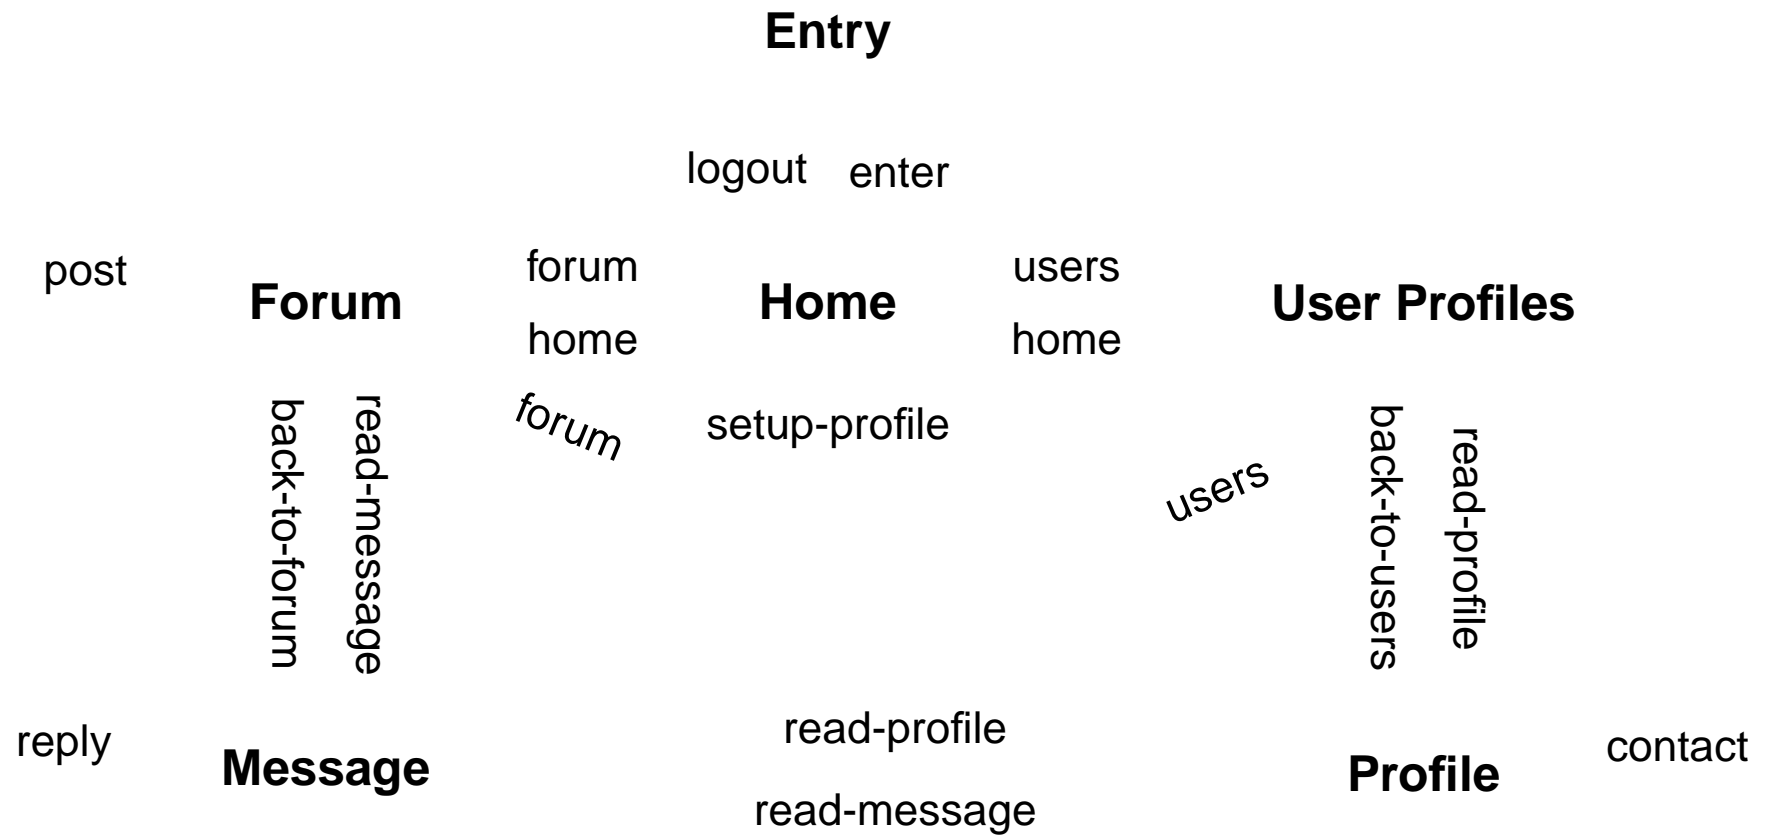 Entry
logout
enter
post
Forum
forum
home
Home
users
home
User Profiles
back-to-forum
read-message
forum
setup-profile
users
back-to-users
read-profile
reply
Message
read-profile
read-message
Profile
contact